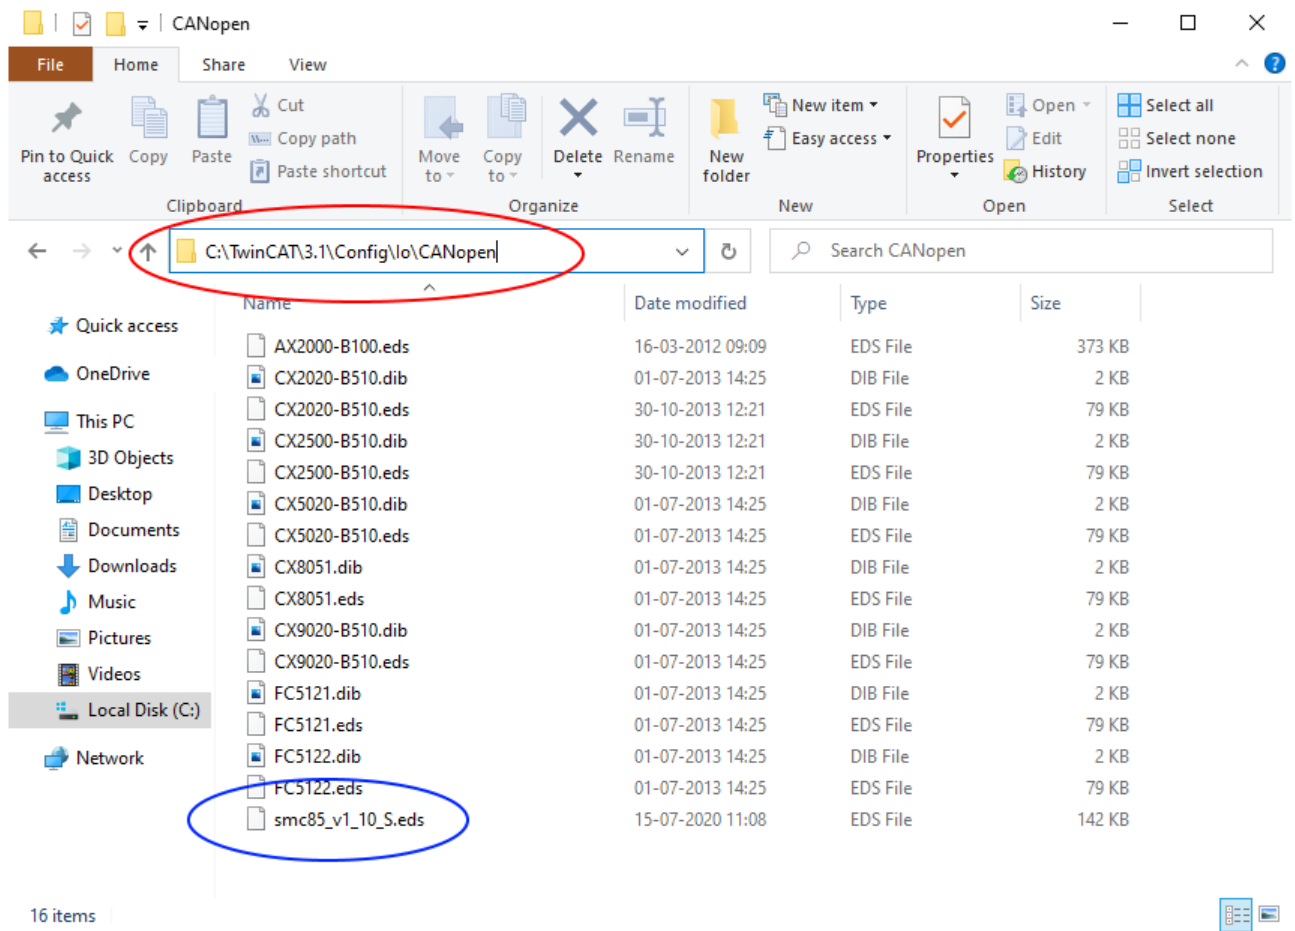 CANopen
File Home Share View
Pin to Quick access
Copy
Paste
Cut
Copy path
Paste shortcut
Clipboard
Move to
Copy to
Delete
Rename
Organize
New folder
New item
Easy access
New
Properties
Open
Edit
History
Open
Select all
Select none
Invert selection
Select
C:\TwinCAT\3.1\Config\Io\CANopen
Search CANopen
Quick access
OneDrive
This PC
3D Objects
Desktop
Documents
Downloads
Music
Pictures
Videos
Local Disk (C:)
Network
Name Date modified Type Size
AX2000-B100.eds 16-03-2012 09:09 EDS File 373 KB
CX2020-B510.dib 01-07-2013 14:25 DIB File 2 KB
CX2020-B510.eds 30-10-2013 12:21 EDS File 79 KB
CX2500-B510.dib 30-10-2013 12:21 DIB File 2 KB
CX2500-B510.eds 30-10-2013 12:21 EDS File 79 KB
CX5020-B510.dib 01-07-2013 14:25 DIB File 2 KB
CX5020-B510.eds 01-07-2013 14:25 EDS File 79 KB
CX8051.dib 01-07-2013 14:25 DIB File 2 KB
CX8051.eds 01-07-2013 14:25 EDS File 79 KB
CX9020-B510.dib 01-07-2013 14:25 DIB File 2 KB
CX9020-B510.eds 01-07-2013 14:25 EDS File 79 KB
FC5121.dib 01-07-2013 14:25 DIB File 2 KB
FC5121.eds 01-07-2013 14:25 EDS File 79 KB
FC5122.dib 01-07-2013 14:25 DIB File 2 KB
FC5122.eds 01-07-2013 14:25 EDS File 79 KB
smc85_v1_10_S.eds 15-07-2020 11:08 EDS File 142 KB
16 items